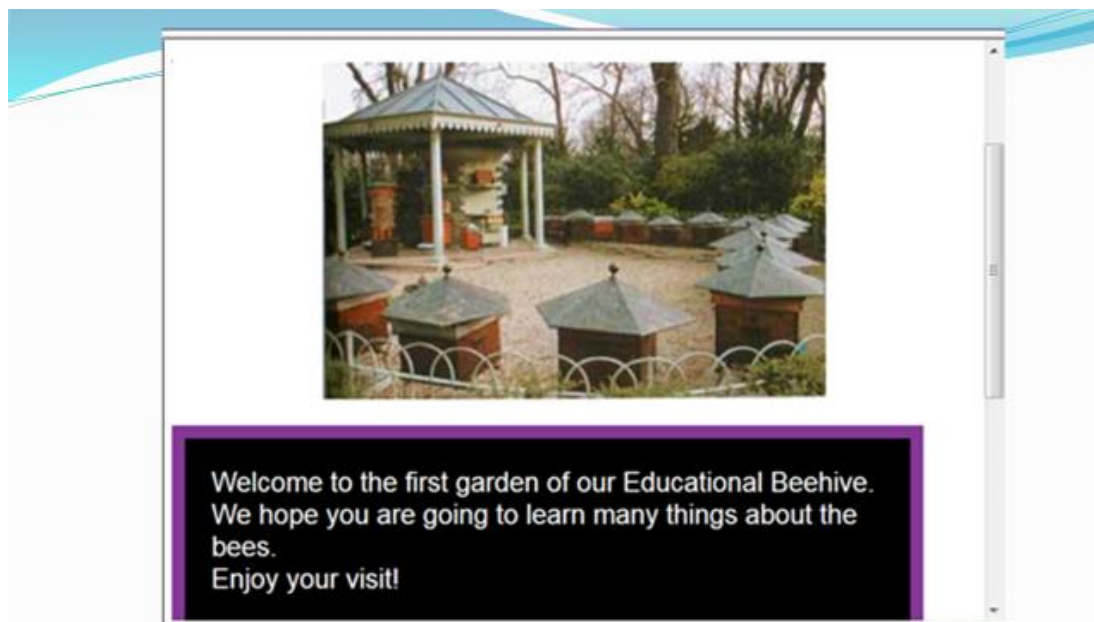 Welcome to the first garden of our Educational Beehive.
We hope you are going to learn many things about the
bees.
Enjoy your visit!